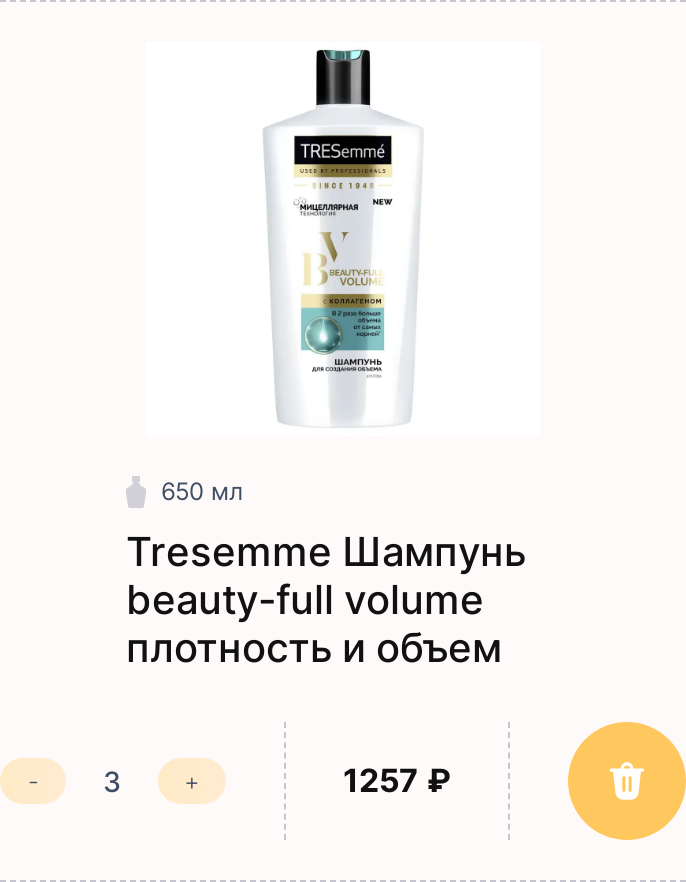 TRESemmé
USED BY PROFESSIONALS
SINCE 1948
МИЦЕЛЛЯРНАЯ NEW
ТЕХНОЛОГИЯ
BV
BEAUTY-FULL
VOLUME
с КОЛЛАГЕНОМ
В 2 раза больше
объема
от самых
корней*
ШАМПУНЬ
ДЛЯ СОЗДАНИЯ ОБЪЕМА
650 мл
Tresemme Шампунь
beauty-full volume
плотность и объем
- 3 + 1257 ₽